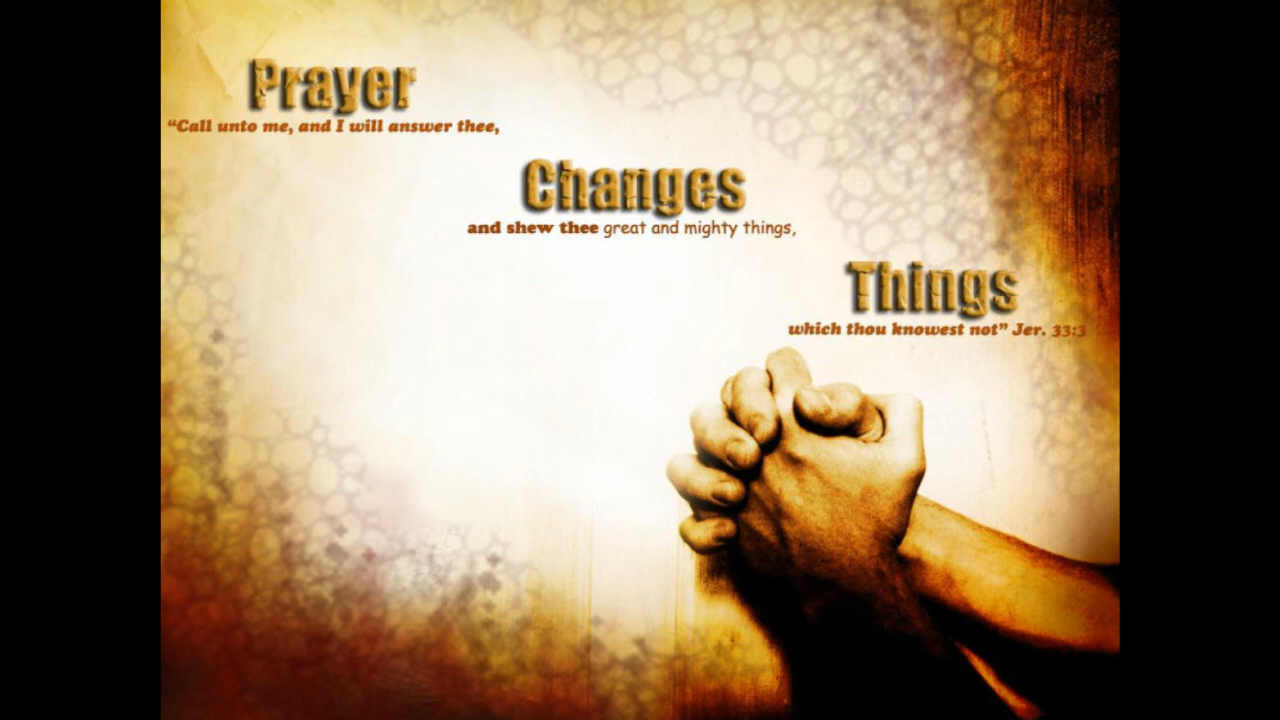 Prayer
“Call unto me, and I will answer thee,
Changes
and shew thee great and mighty things,
Things
which thou knowest not” Jer. 33:3